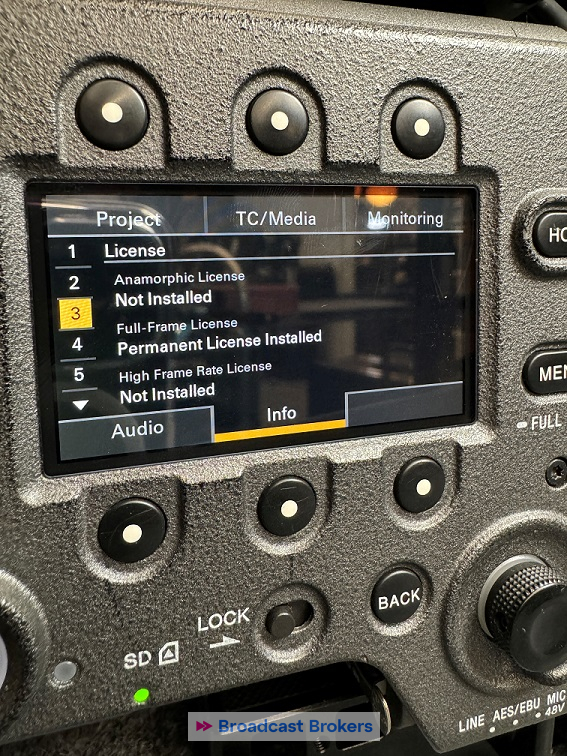 Project TC/Media Monitoring
1 License
2 Anamorphic License
Not Installed
3
Full-Frame License
4 Permanent License Installed
5 High Frame Rate License
Not Installed
Audio Info
FULL
LOCK
BACK
SD
LINE AES/EBU MIC
48V
Broadcast Brokers